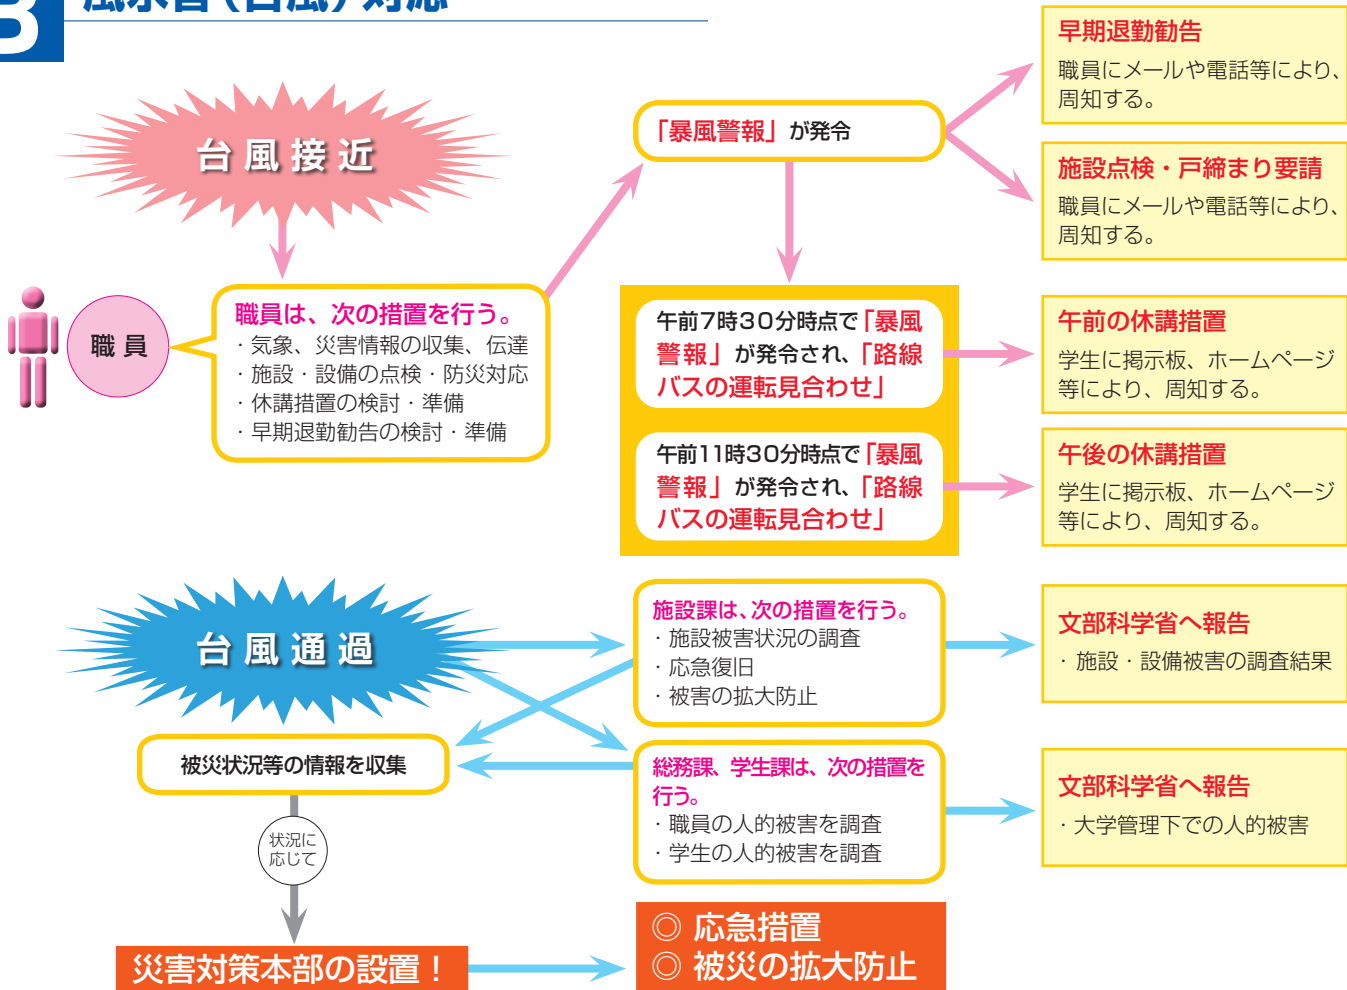 B
風水害（台風）対応
台風接近
職員
職員は、次の措置を行う。
・気象、災害情報の収集、伝達
・施設・設備の点検・防災対応
・休講措置の検討・準備
・早期退勤勧告の検討・準備
「暴風警報」が発令
早期退勤勧告
職員にメールや電話等により、
周知する。
施設点検・戸締まり要請
職員にメールや電話等により、
周知する。
午前7時30分時点で「暴風
警報」が発令され、「路線
バスの運転見合わせ」
午前の休講措置
学生に掲示板、ホームページ
等により、周知する。
午前11時30分時点で「暴風
警報」が発令され、「路線
バスの運転見合わせ」
午後の休講措置
学生に掲示板、ホームページ
等により、周知する。
台風通過
施設課は、次の措置を行う。
・施設被害状況の調査
・応急復旧
・被害の拡大防止
文部科学省へ報告
・施設・設備被害の調査結果
被災状況等の情報を収集
総務課、学生課は、次の措置を
行う。
・職員の人的被害を調査
・学生の人的被害を調査
文部科学省へ報告
・大学管理下での人的被害
状況に
応じて
災害対策本部の設置！
◎ 応急措置
◎ 被災の拡大防止